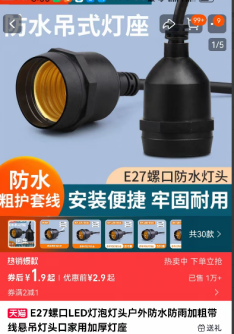 防水吊式灯座
99+
9
1/5
E27螺口防水灯头
防水
粗护套线
安装便捷 牢固耐用
共30款 >
热销爆款
热卖中 下单立抢
券后¥1.9起 优惠前¥2.9起
已售 1万+
券满2减1 >
天猫 E27螺口LED灯泡灯头户外防水防雨加粗带
线悬吊灯头口家用加厚灯座
送礼